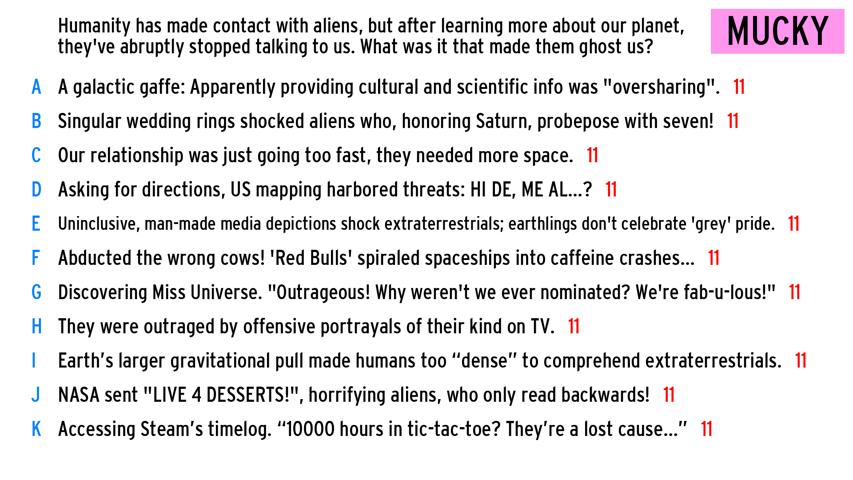 Humanity has made contact with aliens, but after learning more about our planet,
they've abruptly stopped talking to us. What was it that made them ghost us?
MUCKY
A A galactic gaffe: Apparently providing cultural and scientific info was "oversharing". 11
B Singular wedding rings shocked aliens who, honoring Saturn, probepose with seven! 11
C Our relationship was just going too fast, they needed more space. 11
D Asking for directions, US mapping harbored threats: HI DE, ME AL...? 11
E Uninclusive, man-made media depictions shock extraterrestrials; earthlings don't celebrate 'grey' pride. 11
F Abducted the wrong cows! 'Red Bulls' spiraled spaceships into caffeine crashes... 11
G Discovering Miss Universe. "Outrageous! Why weren't we ever nominated? We're fab-u-lous!" 11
H They were outraged by offensive portrayals of their kind on TV. 11
I Earth’s larger gravitational pull made humans too “dense” to comprehend extraterrestrials. 11
J NASA sent "LIVE 4 DESSERTS!", horrifying aliens, who only read backwards! 11
K Accessing Steam’s timelog. “10000 hours in tic-tac-toe? They’re a lost cause...” 11